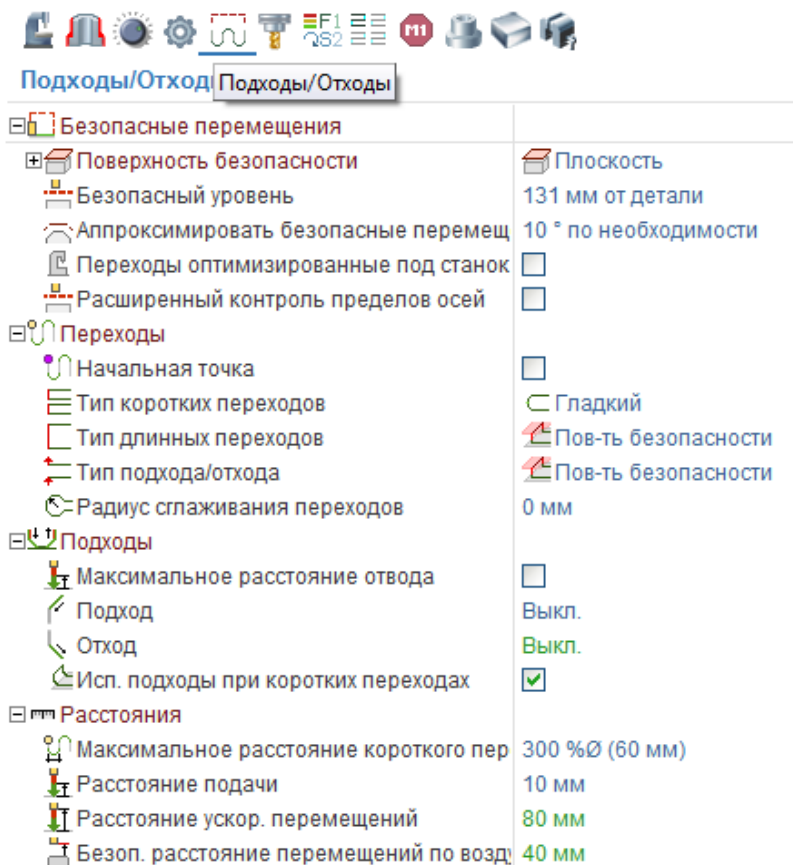 F1
S2
M1
Подходы/Отходы
Подходы/Отходы
Безопасные перемещения
Поверхность безопасности Плоскость
Безопасный уровень 131 мм от детали
Аппроксимировать безопасные перемещ 10 ° по необходимости
Переходы оптимизированные под станок
Расширенный контроль пределов осей
Переходы
Начальная точка
Тип коротких переходов Гладкий
Тип длинных переходов Пов-ть безопасности
Тип подхода/отхода Пов-ть безопасности
Радиус сглаживания переходов 0 мм
Подходы
Максимальное расстояние отвода
Подход Выкл.
Отход Выкл.
Исп. подходы при коротких переходах
Расстояния
Максимальное расстояние короткого пер 300 %Ø (60 мм)
Расстояние подачи 10 мм
Расстояние ускор. перемещений 80 мм
Безоп. расстояние перемещений по возду 40 мм